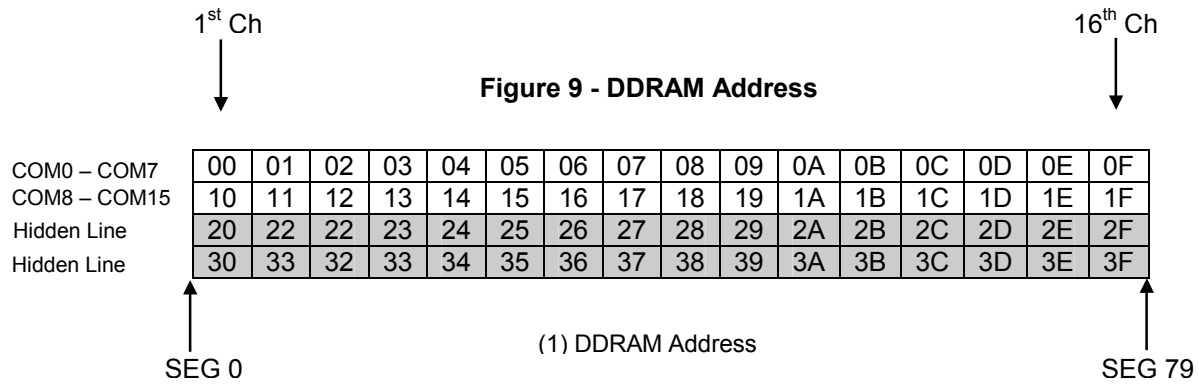 1st Ch 16th Ch
Figure 9 - DDRAM Address
COM0 – COM7 00 01 02 03 04 05 06 07 08 09 0A 0B 0C 0D 0E 0F
COM8 – COM15 10 11 12 13 14 15 16 17 18 19 1A 1B 1C 1D 1E 1F
Hidden Line 20 22 22 23 24 25 26 27 28 29 2A 2B 2C 2D 2E 2F
Hidden Line 30 33 32 33 34 35 36 37 38 39 3A 3B 3C 3D 3E 3F
(1) DDRAM Address
SEG 0 SEG 79